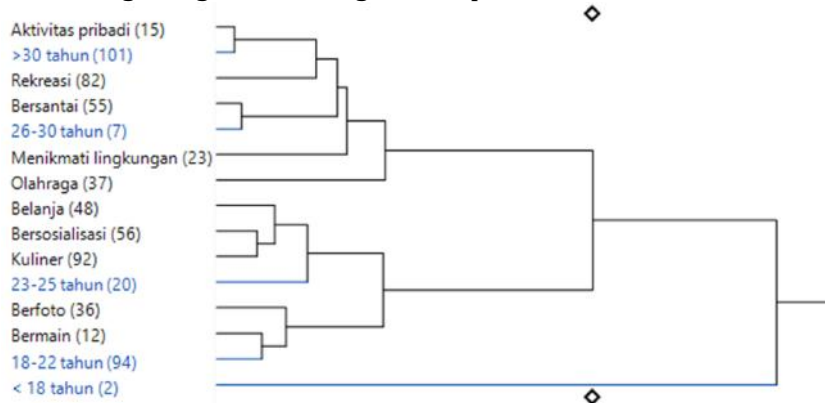 Aktivitas pribadi (15)
>30 tahun (101)
Rekreasi (82)
Bersantai (55)
26-30 tahun (7)
Menikmati lingkungan (23)
Olahraga (37)
Belanja (48)
Bersosialisasi (56)
Kuliner (92)
23-25 tahun (20)
Berfoto (36)
Bermain (12)
18-22 tahun (94)
< 18 tahun (2)